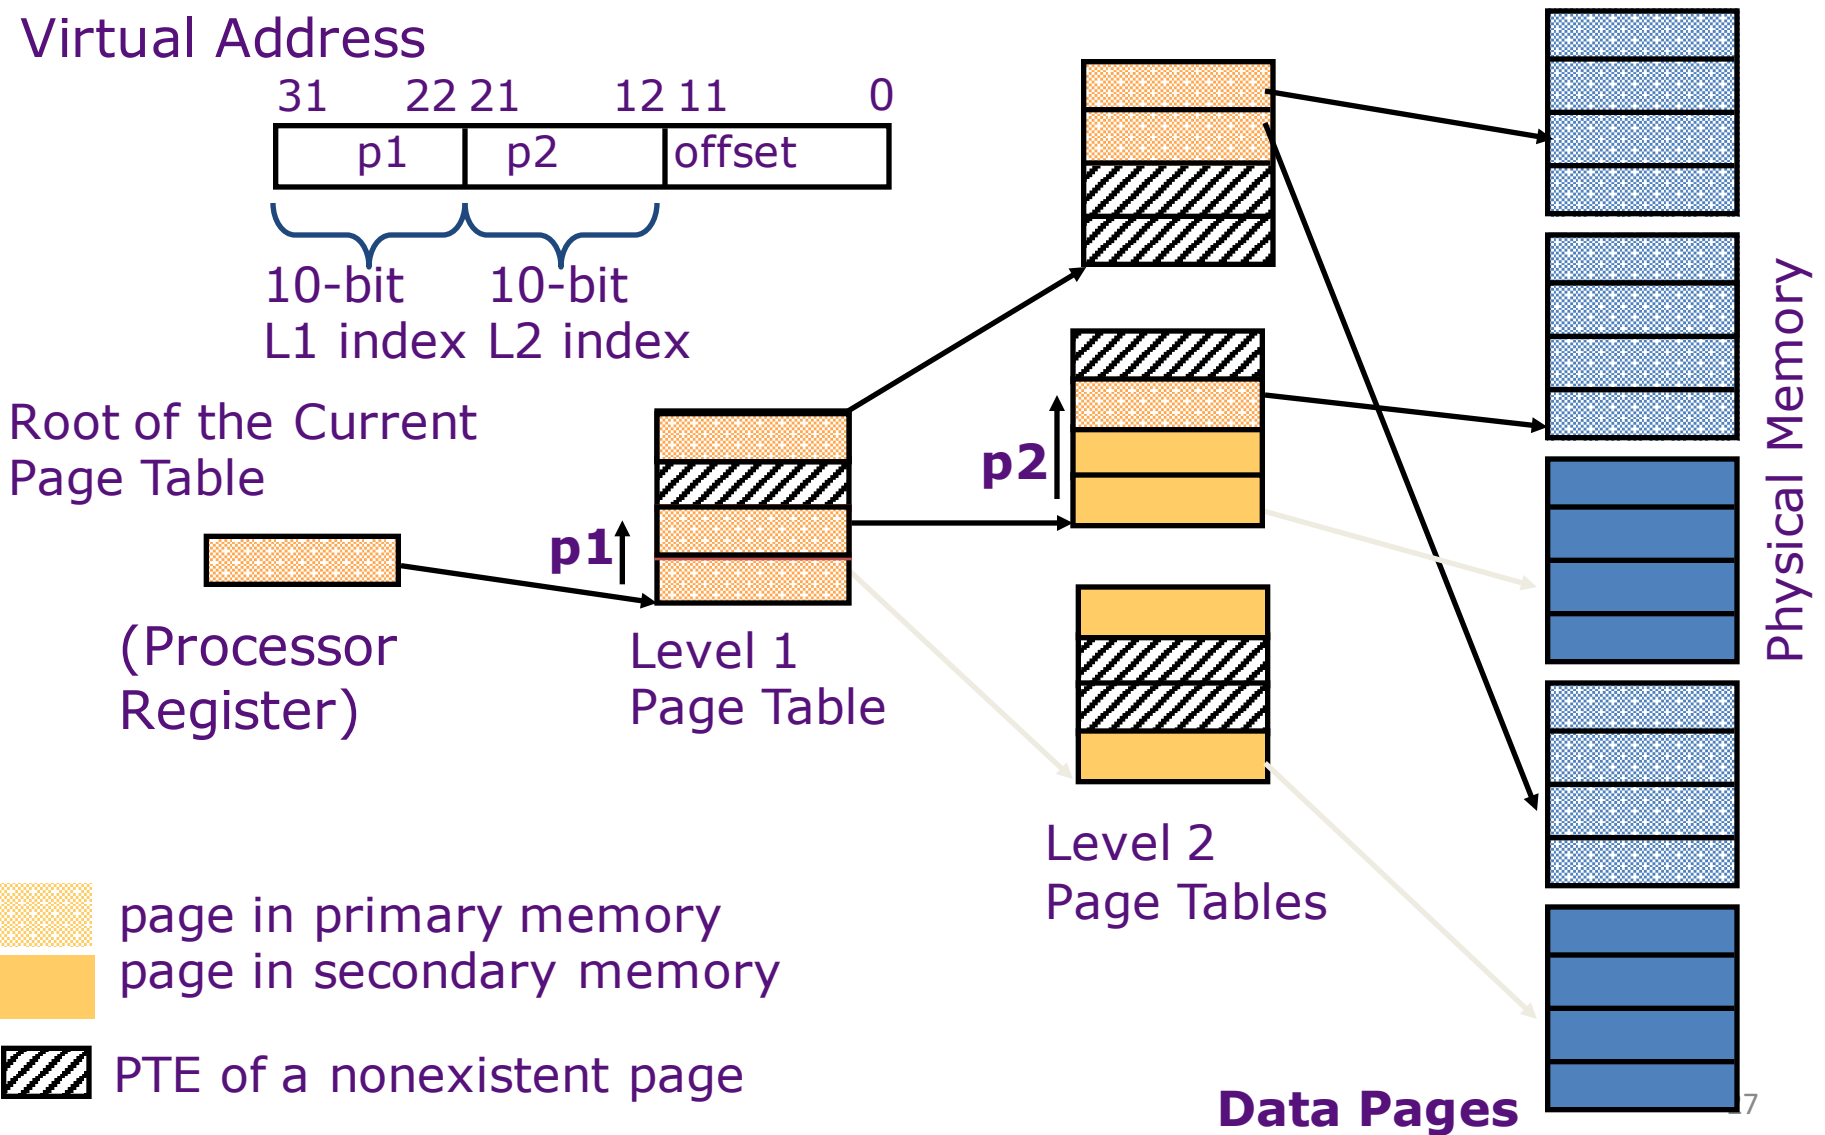 Virtual Address
31 22 21 12 11 0
p1 p2 offset
10-bit 10-bit
L1 index L2 index
Root of the Current
Page Table
p1
p2
(Processor
Register)
Level 1
Page Table
Level 2
Page Tables
Physical Memory
page in primary memory
page in secondary memory
PTE of a nonexistent page
Data Pages